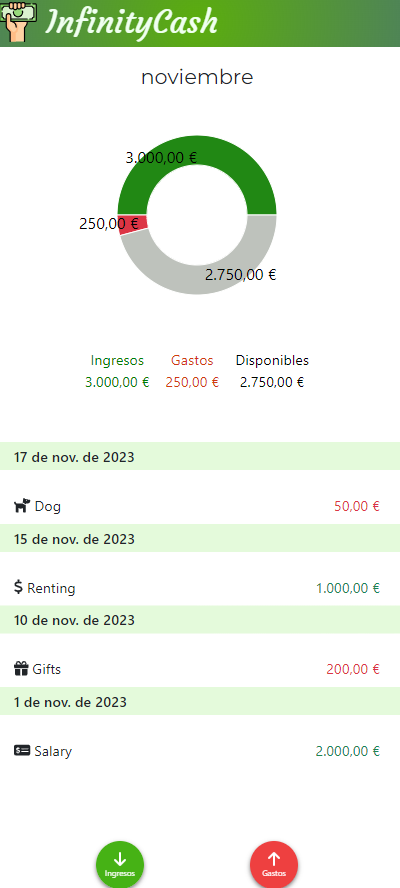 InfinityCash
noviembre
3.000,00 €
250,00 €
2.750,00 €
Ingresos Gastos Disponibles
3.000,00 € 250,00 € 2.750,00 €
17 de nov. de 2023
Dog 50,00 €
15 de nov. de 2023
$ Renting 1.000,00 €
10 de nov. de 2023
Gifts 200,00 €
1 de nov. de 2023
Salary 2.000,00 €
Ingresos Gastos